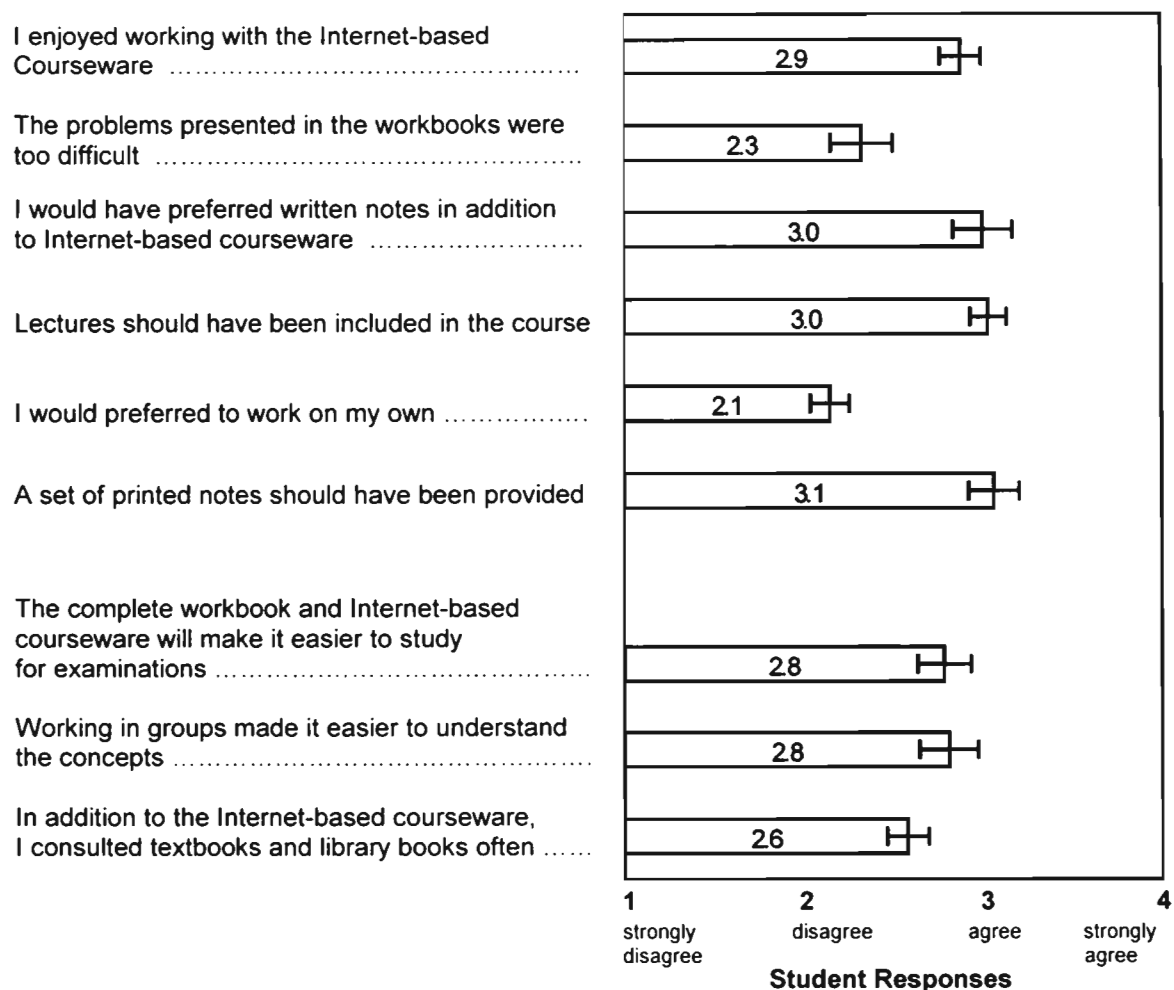 I enjoyed working with the Internet-based
Courseware ................................................
2.9
The problems presented in the workbooks were
too difficult ..................................................
2.3
I would have preferred written notes in addition
to Internet-based courseware .........................
3.0
Lectures should have been included in the course
3.0
I would preferred to work on my own ................
2.1
A set of printed notes should have been provided
3.1
The complete workbook and Internet-based
courseware will make it easier to study
for examinations ............................................
2.8
Working in groups made it easier to understand
the concepts .................................................
2.8
In addition to the Internet-based courseware,
I consulted textbooks and library books often ......
2.6
1 2 3 4
strongly disagree agree strongly
disagree agree
Student Responses